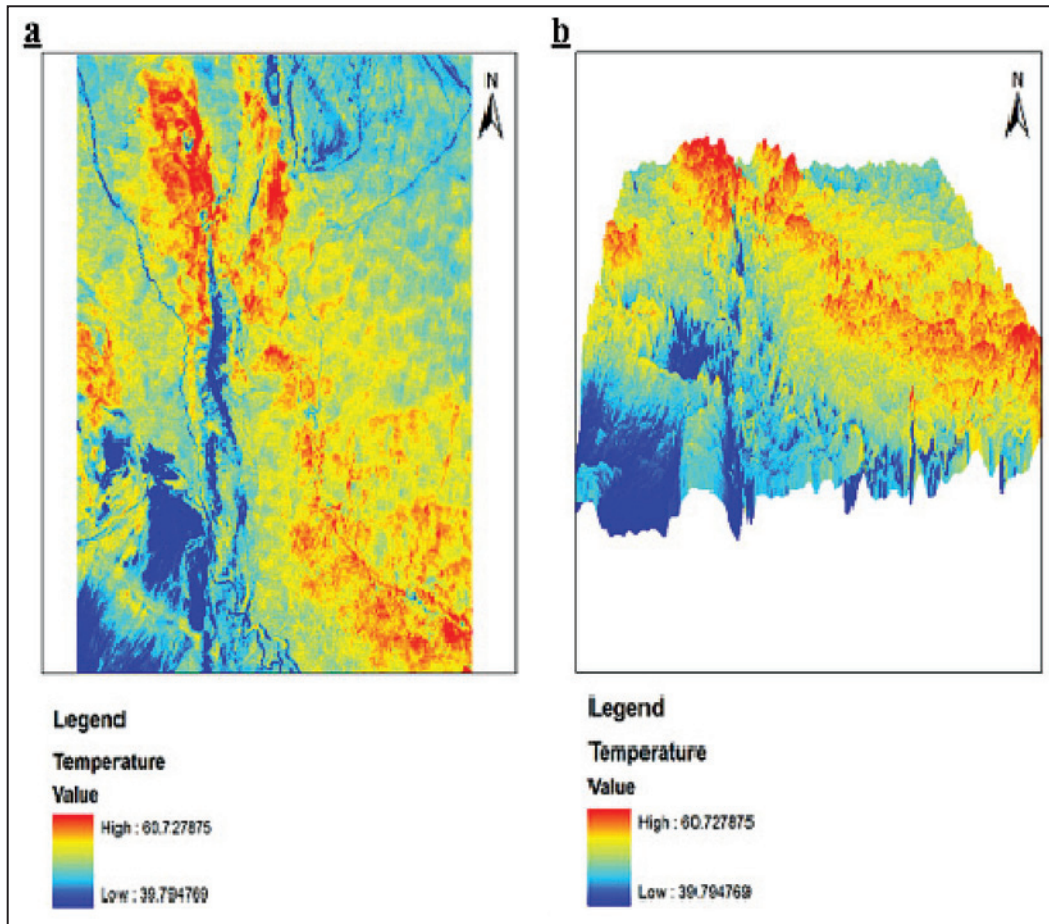 a
N
Legend
Temperature
Value
High : 60.727875
Low : 39.794769
b
N
Legend
Temperature
Value
High : 60.727875
Low : 39.794769